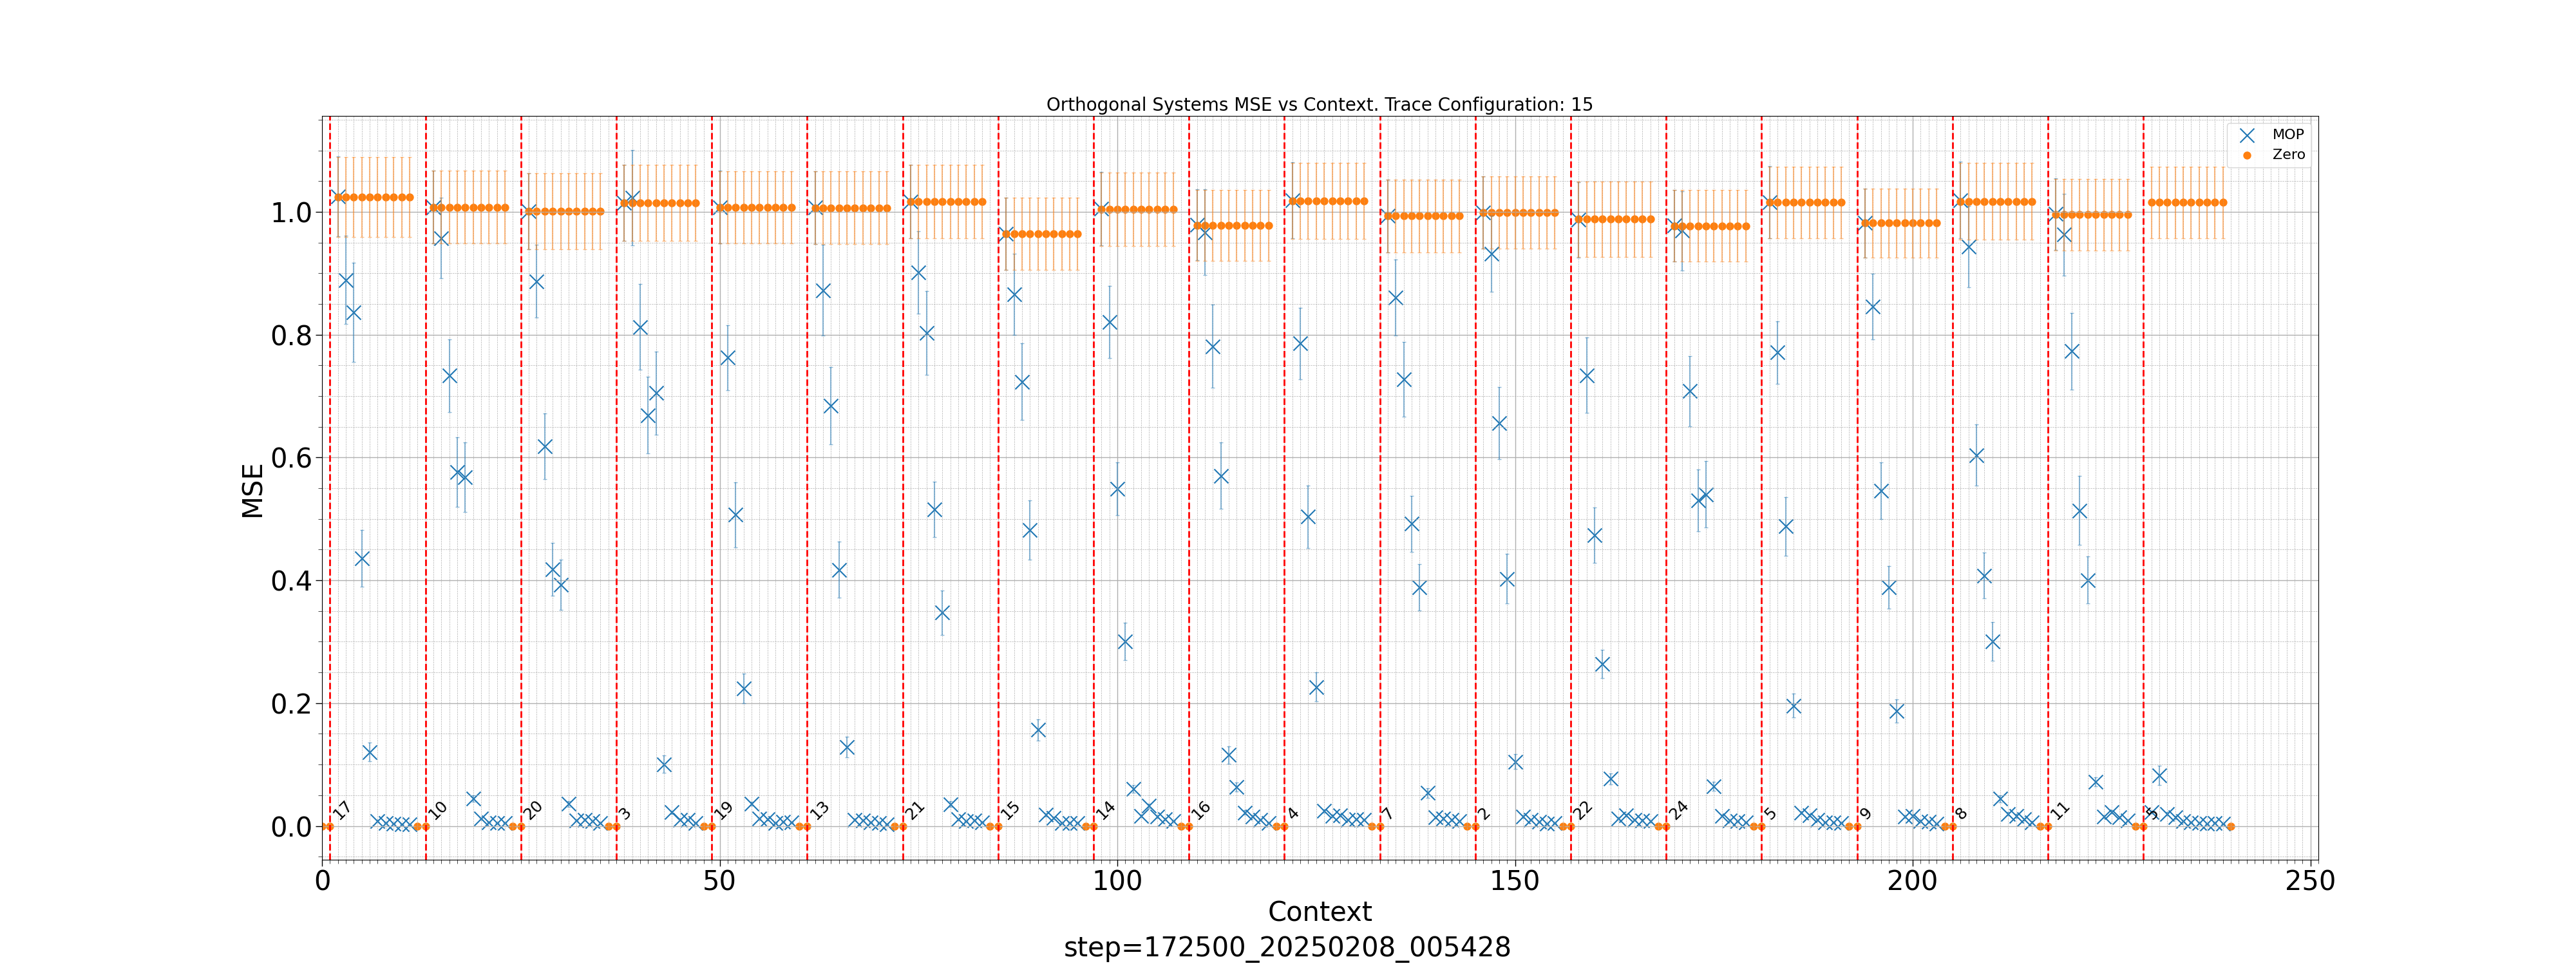 Orthogonal Systems MSE vs Context. Trace Configuration: 15
MOP
Zero
MSE
1.0
0.8
0.6
0.4
0.2
0.0
17 10 20 3 19 13 21 15 14 16 4 7 2 22 24 5 9 8 11 5
0 50 100 150 200 250
Context
step=172500_20250208_005428